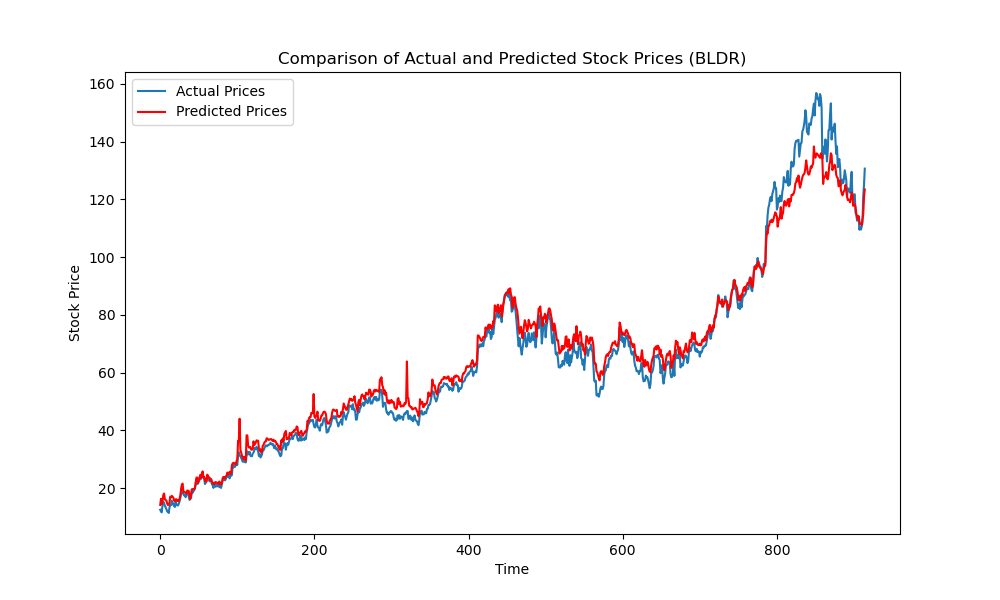 Comparison of Actual and Predicted Stock Prices (BLDR)
Actual Prices
Predicted Prices
Stock Price
160
140
120
100
80
60
40
20
0 200 400 600 800
Time